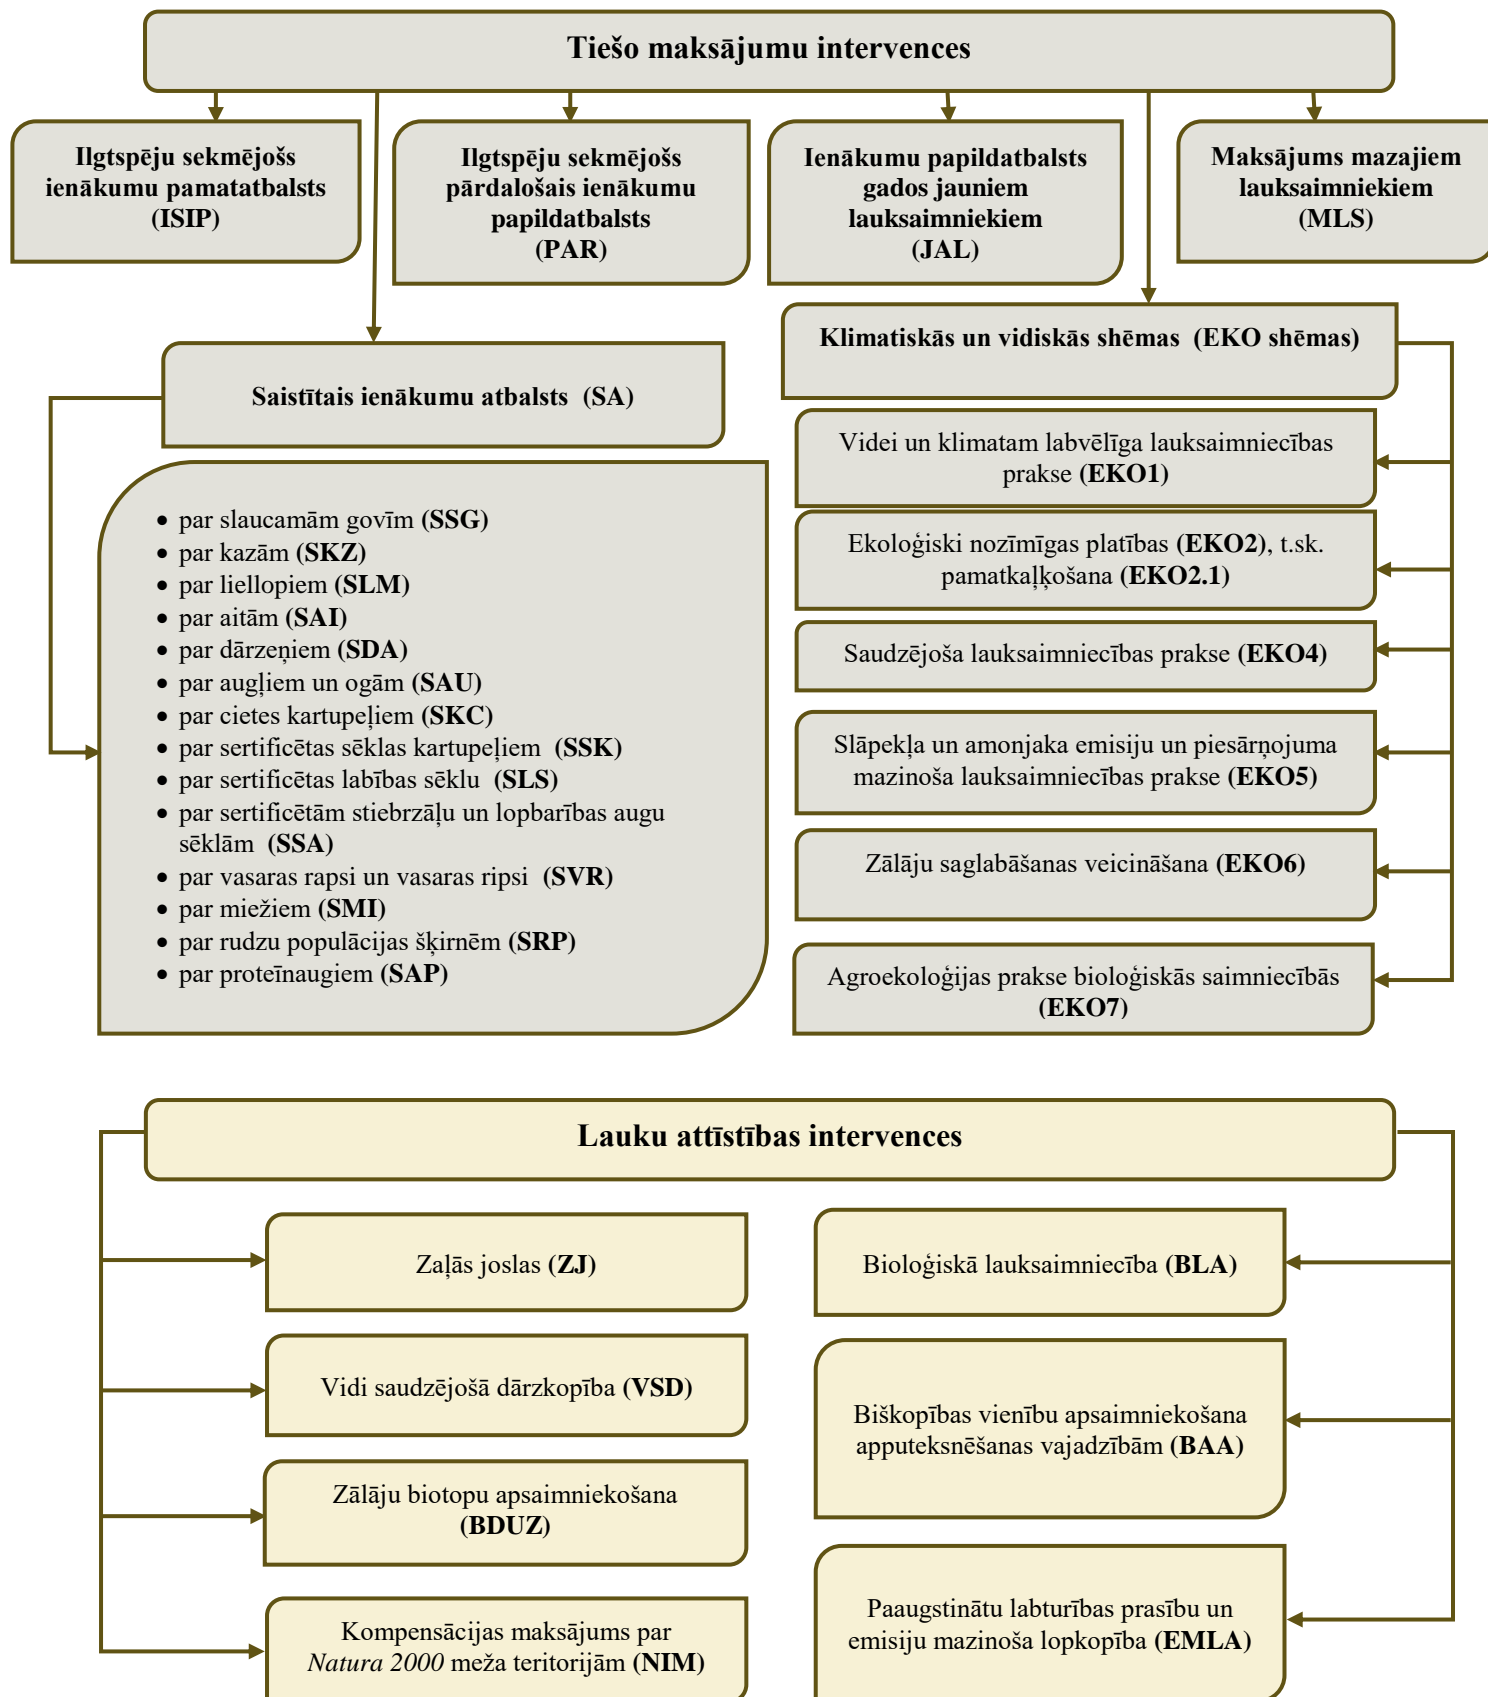 Tiešo maksājumu intervences
Ilgtspēju sekmējošs
ienākumu pamatatbalsts
(ISIP)
Ilgtspēju sekmējošs
pārdalošais ienākumu
papildatbalsts
(PAR)
Ienākumu papildatbalsts
gados jauniem
lauksaimniekiem
(JAL)
Maksājums mazajiem
lauksaimniekiem
(MLS)
Saistītais ienākumu atbalsts (SA)
• par slaucamām govīm (SSG)
• par kazām (SKZ)
• par liellopiem (SLM)
• par aitām (SAI)
• par dārzeņiem (SDA)
• par augļiem un ogām (SAU)
• par cietes kartupeļiem (SKC)
• par sertificētas sēklas kartupeļiem (SSK)
• par sertificētas labības sēklu (SLS)
• par sertificētām stiebrzāļu un lopbarības augu
sēklām (SSA)
• par vasaras rapsi un vasaras ripsi (SVR)
• par miežiem (SMI)
• par rudzu populācijas šķirnēm (SRP)
• par proteīnaugiem (SAP)
Klimatiskās un vidiskās shēmas (EKO shēmas)
Videi un klimatam labvēlīga lauksaimniecības
prakse (EKO1)
Ekoloģiski nozīmīgas platības (EKO2), t.sk.
pamatkaļķošana (EKO2.1)
Saudzējoša lauksaimniecības prakse (EKO4)
Slāpekļa un amonjaka emisiju un piesārņojuma
mazinoša lauksaimniecības prakse (EKO5)
Zālāju saglabāšanas veicināšana (EKO6)
Agroekoloģijas prakse bioloģiskās saimniecībās
(EKO7)
Lauku attīstības intervences
Zaļās joslas (ZJ)
Vidi saudzējošā dārzkopība (VSD)
Zālāju biotopu apsaimniekošana
(BDUZ)
Kompensācijas maksājums par
Natura 2000 meža teritorijām (NIM)
Bioloģiskā lauksaimniecība (BLA)
Biškopības vienību apsaimniekošana
apputeksnēšanas vajadzībām (BAA)
Paaugstinātu labturības prasību un
emisiju mazinoša lopkopība (EMLA)